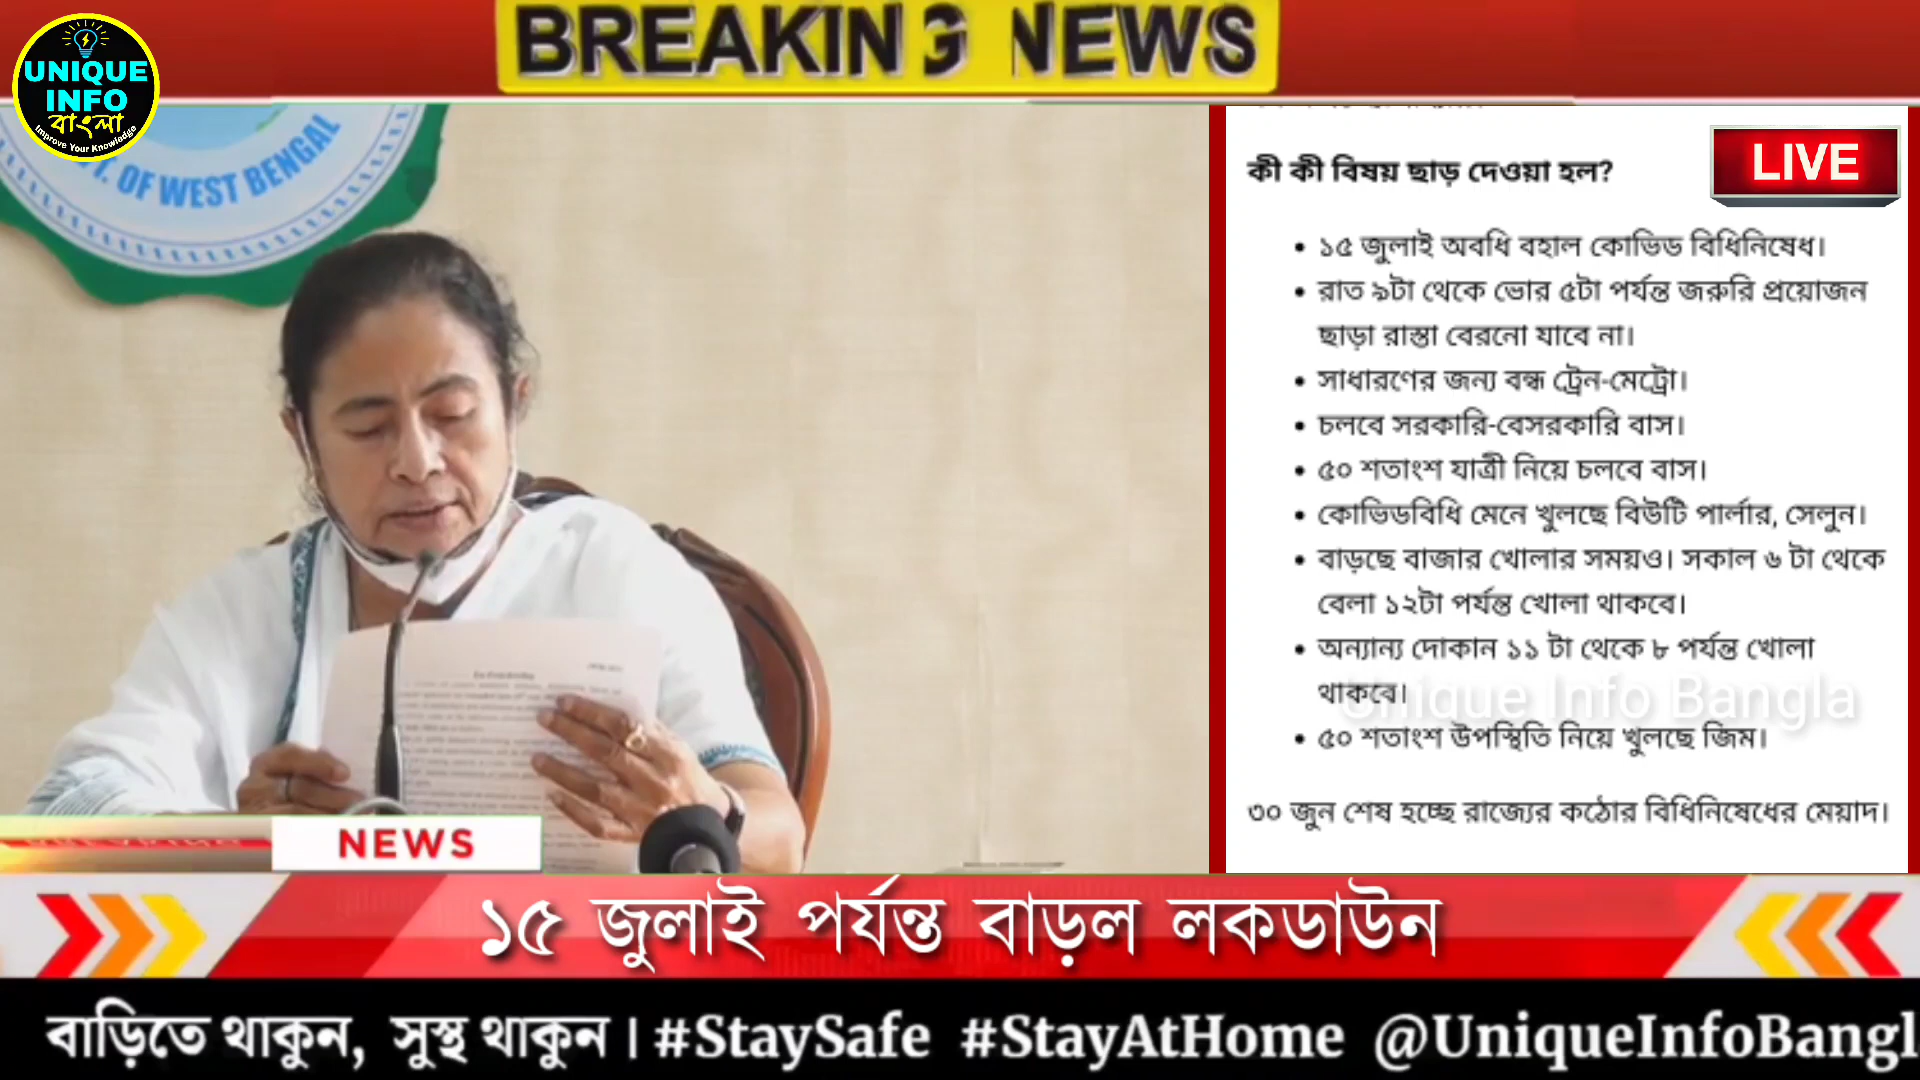 BREAKING NEWS
UNIQUE
INFO
বাংলা
Improve Your Knowledge
T. OF WEST BENGAL
LIVE
কী কী বিষয় ছাড় দেওয়া হল?
• ১৫ জুলাই অবধি বহাল কোভিড বিধিনিষেধ।
• রাত ৯টা থেকে ভোর ৫টা পর্যন্ত জরুরি প্রয়োজন
ছাড়া রাস্তা বেরনো যাবে না।
• সাধারণের জন্য বন্ধ ট্রেন-মেট্রো।
• চলবে সরকারি-বেসরকারি বাস।
• ৫০ শতাংশ যাত্রী নিয়ে চলবে বাস।
• কোভিডবিধি মেনে খুলছে বিউটি পার্লার, সেলুন।
• বাড়ছে বাজার খোলার সময়ও। সকাল ৬ টা থেকে
বেলা ১২টা পর্যন্ত খোলা থাকবে।
• অন্যান্য দোকান ১১ টা থেকে ৮ পর্যন্ত খোলা
থাকবে।
Unique Info Bangla
• ৫০ শতাংশ উপস্থিতি নিয়ে খুলছে জিম।
৩০ জুন শেষ হচ্ছে রাজ্যের কঠোর বিধিনিষেধের মেয়াদ।
NEWS
১৫ জুলাই পর্যন্ত বাড়ল লকডাউন
বাড়িতে থাকুন, সুস্থ থাকুন। #StaySafe #StayAtHome @UniqueInfoBangl